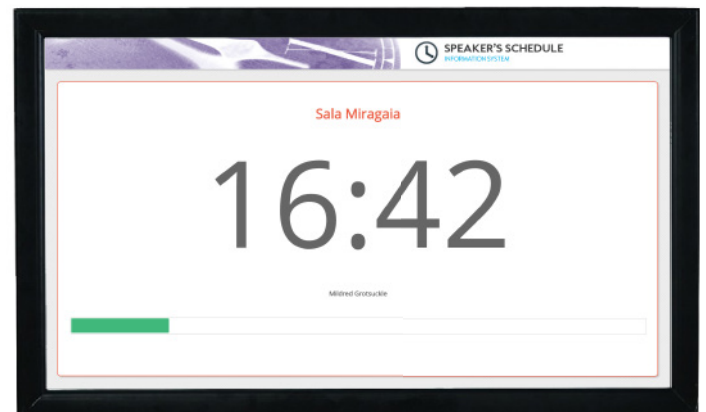 SPEAKER'S SCHEDULE
INFORMATION SYSTEM
Sala Miragaia
16:42
Mildred Grotsuckle